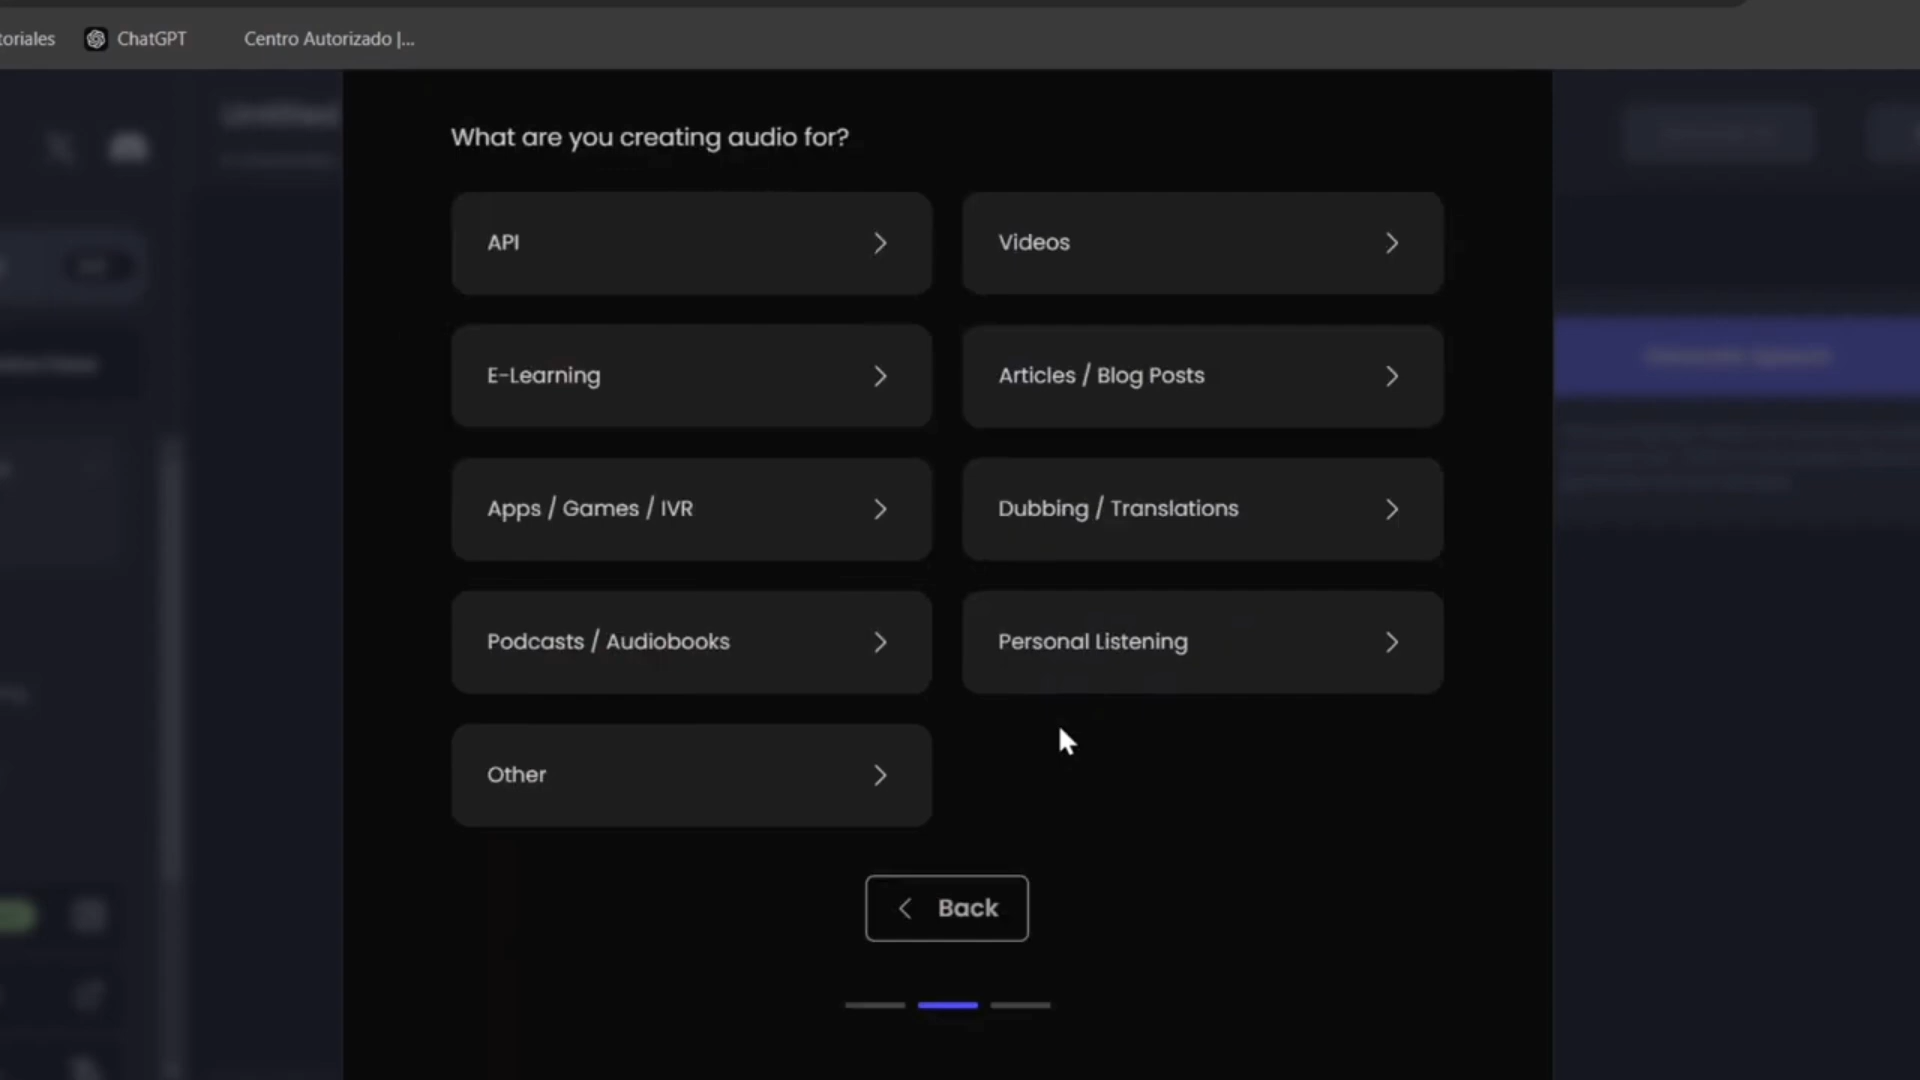 toriales ChatGPT Centro Autorizado |...
What are you creating audio for?
API
Videos
E-Learning
Articles / Blog Posts
Apps / Games / IVR
Dubbing / Translations
Podcasts / Audiobooks
Personal Listening
Other
Back